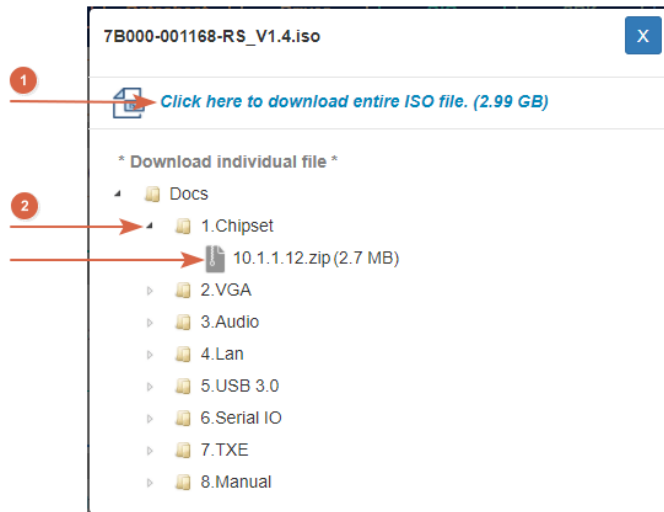 7B000-001168-RS_V1.4.iso
X
1
Click here to download entire ISO file. (2.99 GB)
* Download individual file *
Docs
2
1.Chipset
10.1.1.12.zip (2.7 MB)
2.VGA
3.Audio
4.Lan
5.USB 3.0
6.Serial IO
7.TXE
8.Manual